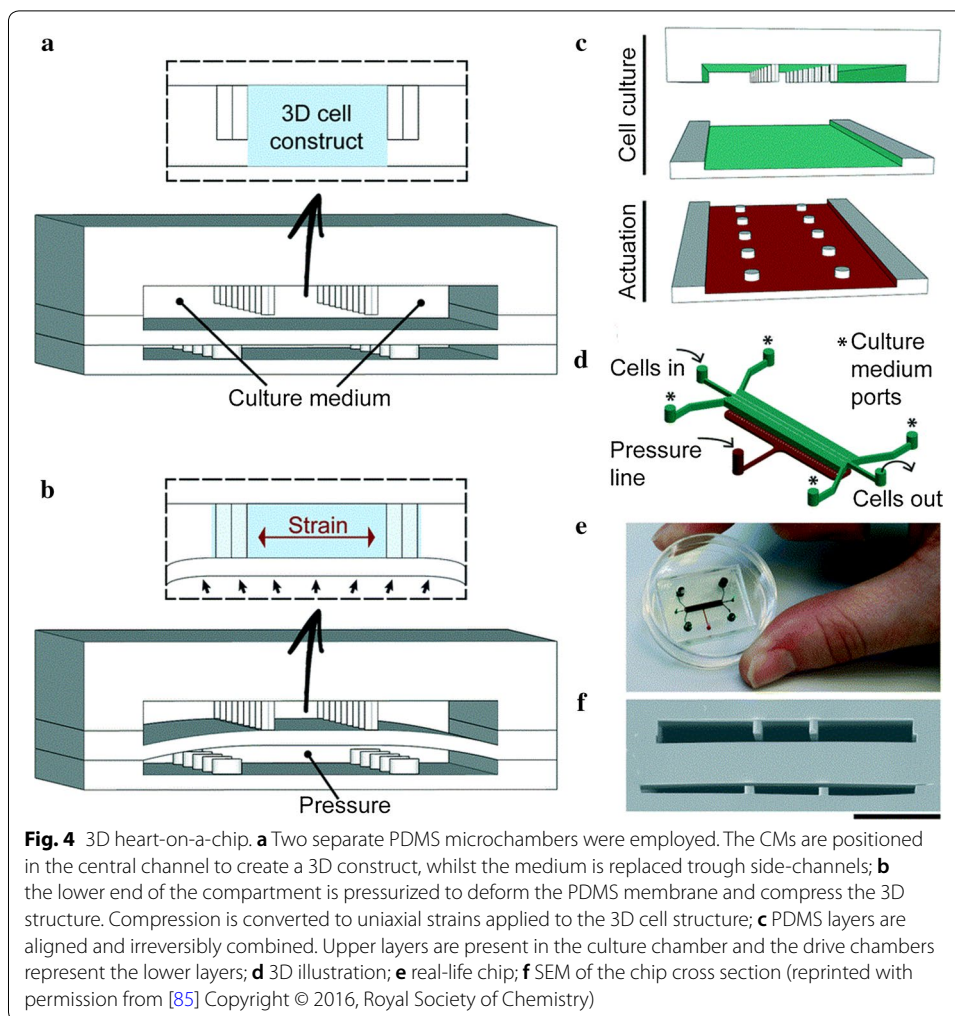 a
3D cell
construct
Culture medium
b
Strain
Pressure
c
Cell culture
Actuation
d
Cells in
*
*
*Culture
medium
ports
*
*
Pressure
line
*
Cells out
e
f
Fig. 4 3D heart-on-a-chip. a Two separate PDMS microchambers were employed. The CMs are positioned
in the central channel to create a 3D construct, whilst the medium is replaced trough side-channels; b
the lower end of the compartment is pressurized to deform the PDMS membrane and compress the 3D
structure. Compression is converted to uniaxial strains applied to the 3D cell structure; c PDMS layers are
aligned and irreversibly combined. Upper layers are present in the culture chamber and the drive chambers
represent the lower layers; d 3D illustration; e real-life chip; f SEM of the chip cross section (reprinted with
permission from [85] Copyright © 2016, Royal Society of Chemistry)